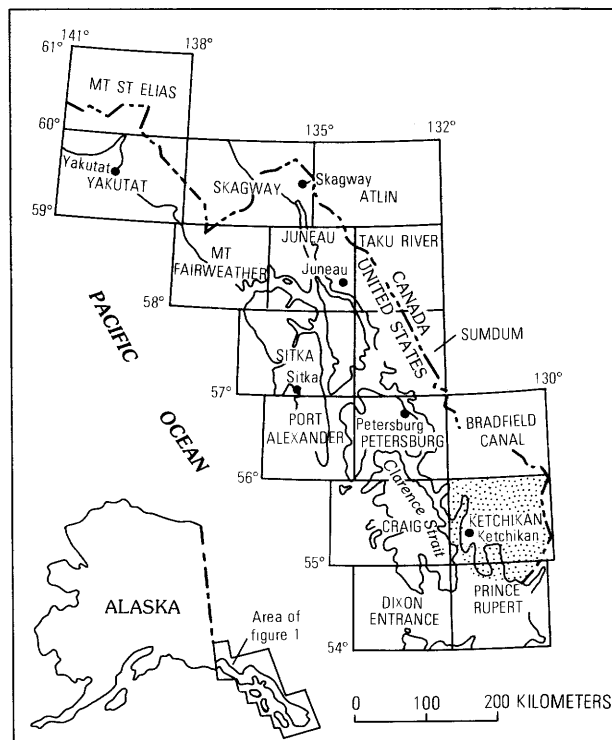 141°
61°
138°
MT ST ELIAS
60°
135°
132°
Yakutat
YAKUTAT
SKAGWAY
Skagway
ATLIN
59°
JUNEAU
TAKU RIVER
MT
FAIRWEATHER
Juneau
CANADA
UNITED STATES
58°
PACIFIC
OCEAN
SITKA
Sitka
SUMDUM
57°
130°
PORT
ALEXANDER
Petersburg
PETERSBURG
BRADFIELD
CANAL
56°
Clarence Strait
CRAIG
KETCHIKAN
Ketchikan
55°
ALASKA
Area of
figure 1
DIXON
ENTRANCE
PRINCE
RUPERT
54°
0 100 200 KILOMETERS